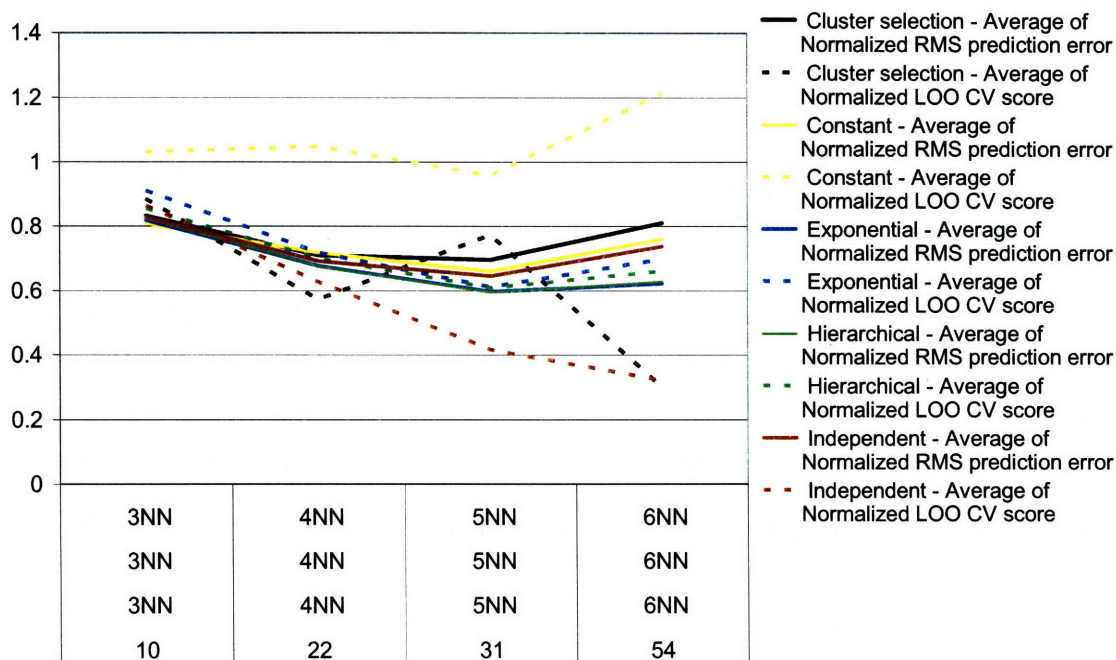 1.4
1.2
1
0.8
0.6
0.4
0.2
0
3NN 4NN 5NN 6NN
3NN 4NN 5NN 6NN
3NN 4NN 5NN 6NN
10 22 31 54
Cluster selection - Average of
Normalized RMS prediction error
Cluster selection - Average of
Normalized LOO CV score
Constant - Average of
Normalized RMS prediction error
Constant - Average of
Normalized LOO CV score
Exponential - Average of
Normalized RMS prediction error
Exponential - Average of
Normalized LOO CV score
Hierarchical - Average of
Normalized RMS prediction error
Hierarchical - Average of
Normalized LOO CV score
Independent - Average of
Normalized RMS prediction error
Independent - Average of
Normalized LOO CV score